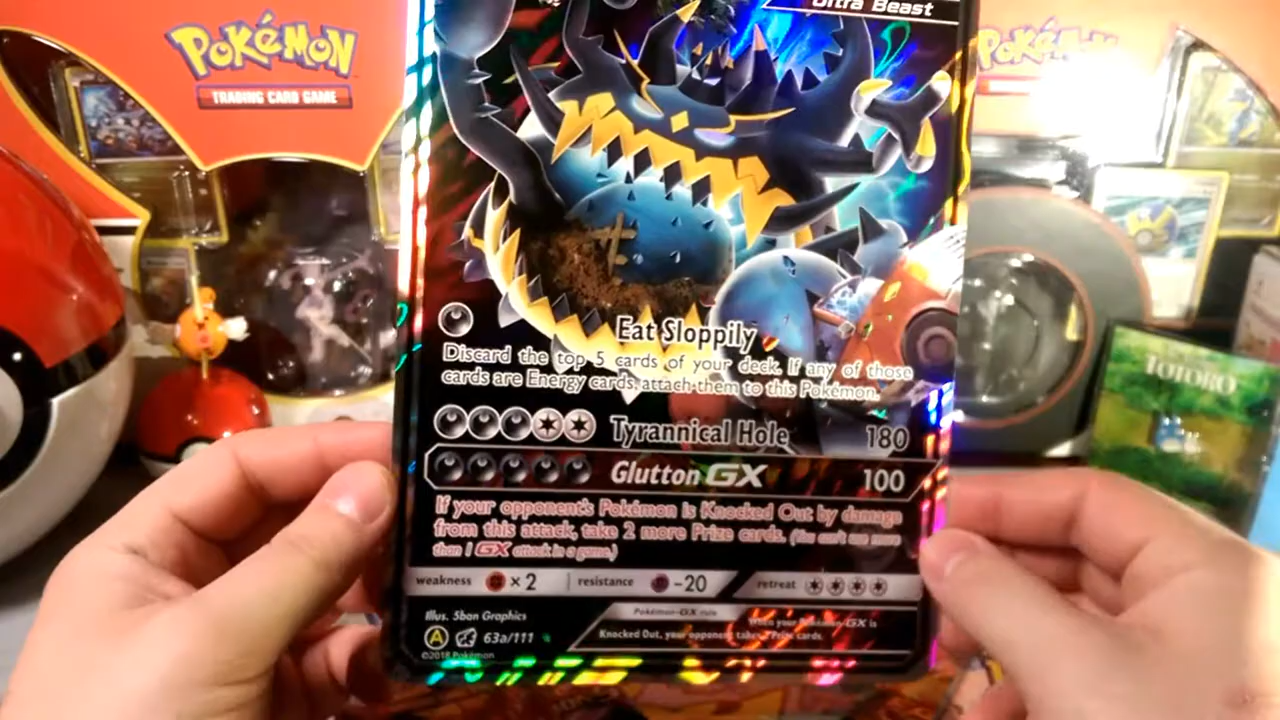 Ultra Beast
POKéMON
TRADING CARD GAME
POKéMON
TOTORO
Eat Sloppily
Discard the top 5 cards of your deck. If any of those
cards are Energy cards, attach them to this Pokémon.
Tyrannical Hole 180
Glutton GX 100
If your opponent's Pokémon is Knocked Out by damage
from this attack, take 2 more Prize cards. (You can't use more
than 1 GX attack in a game.)
weakness ×2 resistance -20 retreat
Illus. 5ban Graphics
Pokémon-GX rule
When your Pokémon-GX is
Knocked Out, your opponent takes 2 Prize cards.
A 63a/111
©2018 Pokémon